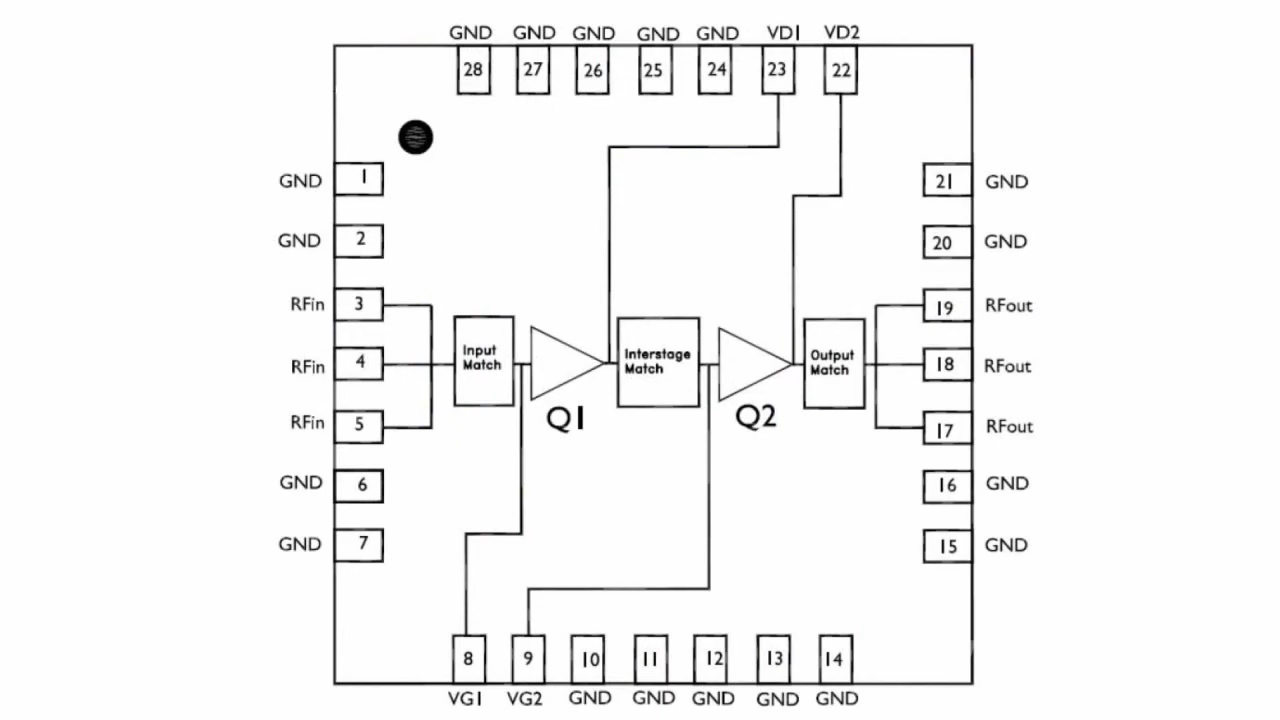 GND GND GND GND GND VD1 VD2
28 27 26 25 24 23 22
GND 1 21 GND
GND 2 20 GND
RFin 3 19 RFout
Input Match
Interstage Match
Output Match
RFin 4 18 RFout
Q1 Q2
RFin 5 17 RFout
GND 6 16 GND
GND 7 15 GND
8 9 10 11 12 13 14
VG1 VG2 GND GND GND GND GND